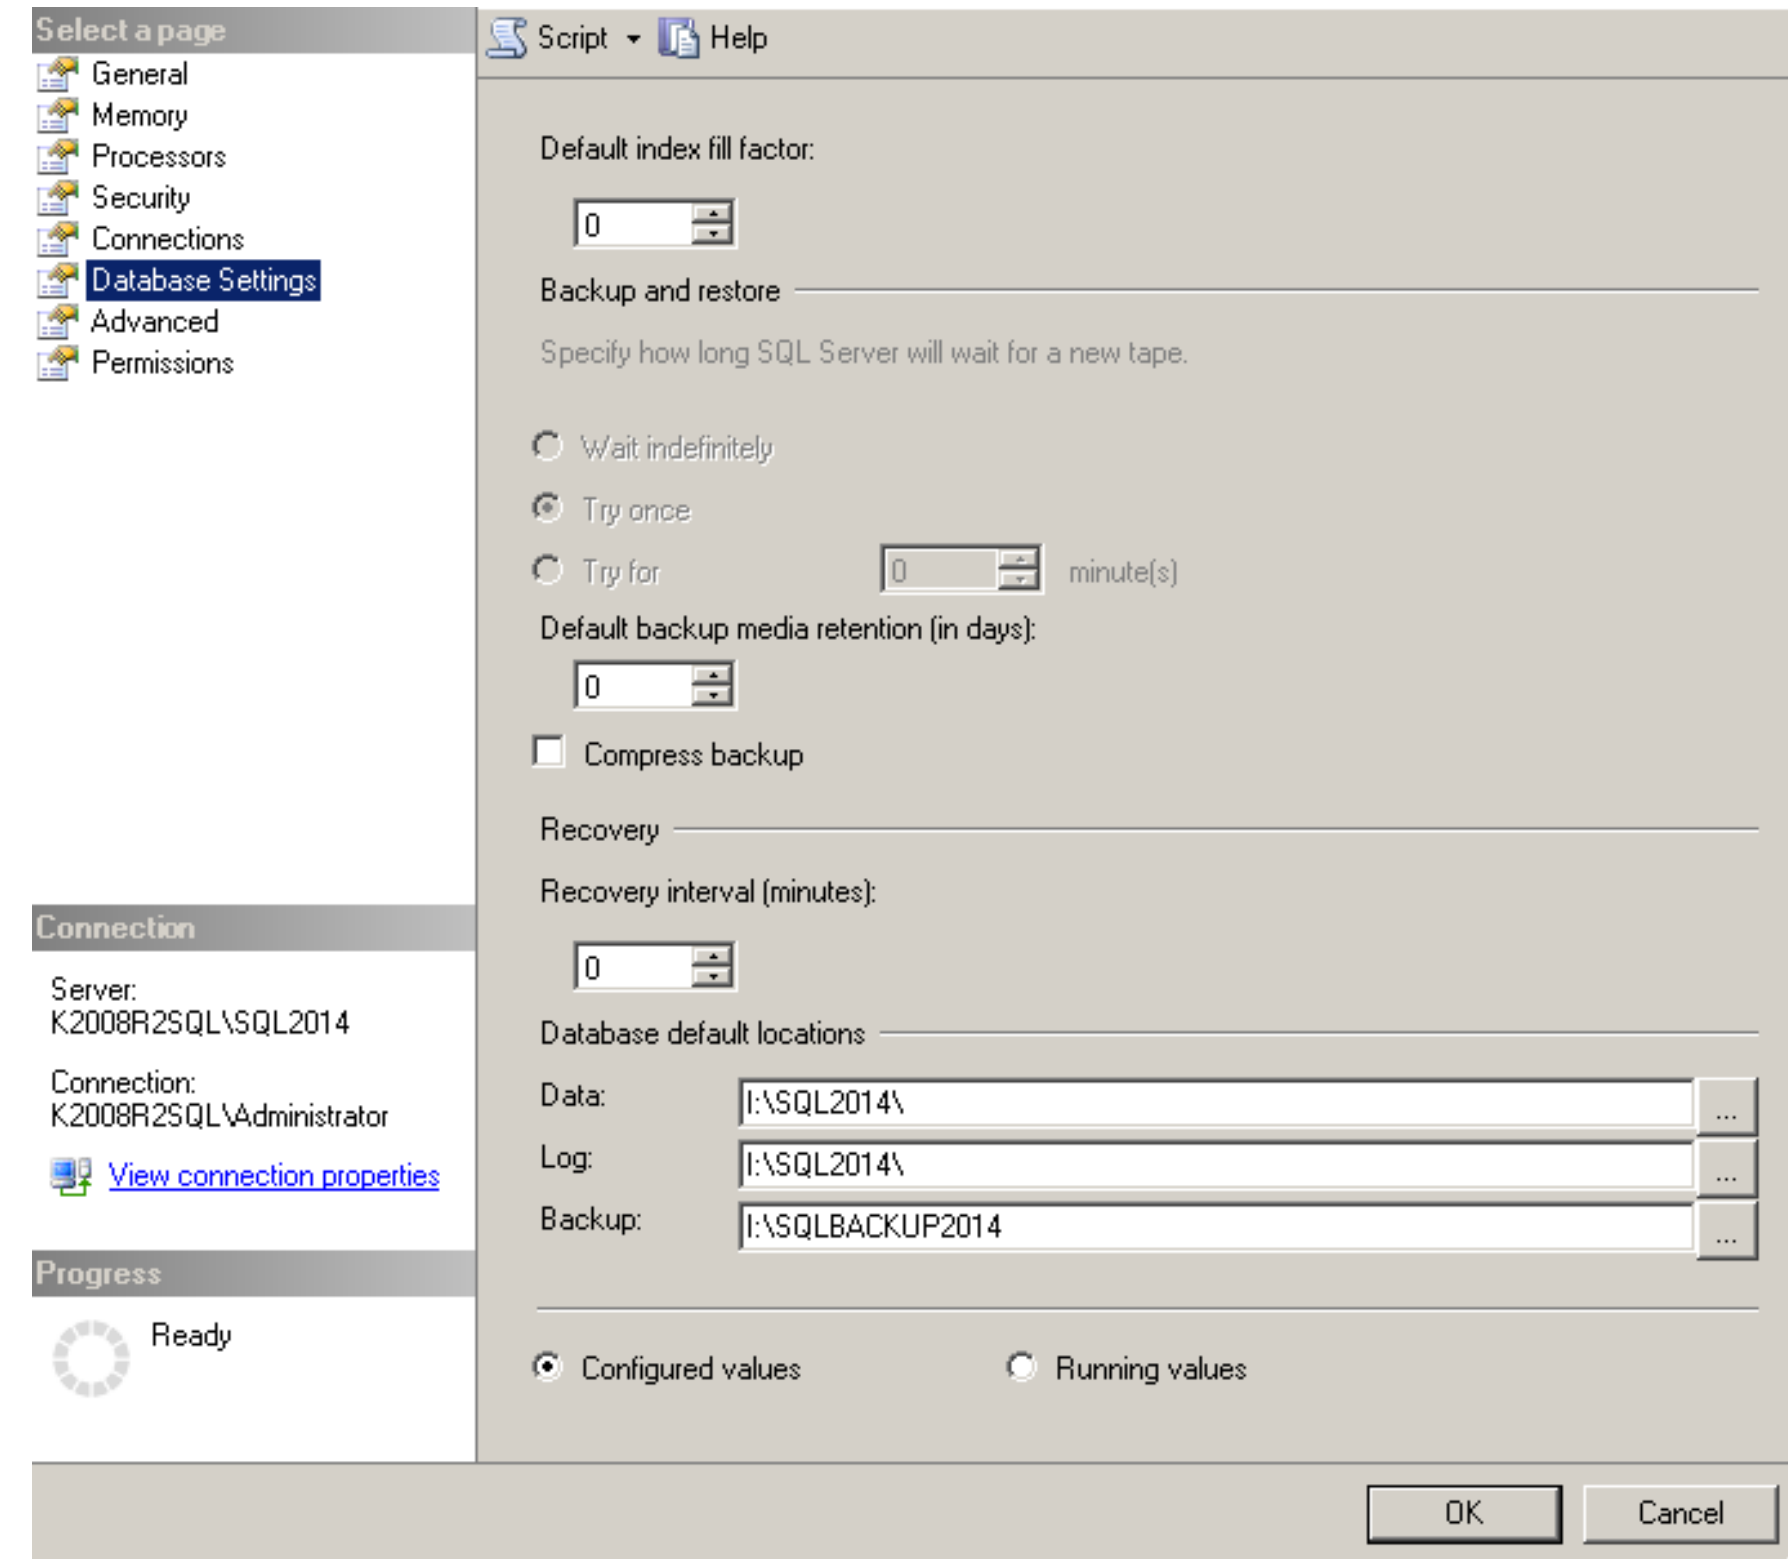 Select a page
General
Memory
Processors
Security
Connections
Database Settings
Advanced
Permissions
Connection
Server:
K2008R2SQL\SQL2014
Connection:
K2008R2SQL\Administrator
View connection properties
Progress
Ready
Script Help
Default index fill factor:
0
Backup and restore
Specify how long SQL Server will wait for a new tape.
Wait indefinitely
Try once
Try for 0 minute(s)
Default backup media retention (in days):
0
Compress backup
Recovery
Recovery interval (minutes):
0
Database default locations
Data: I:\SQL2014\ ...
Log: I:\SQL2014\ ...
Backup: I:\SQLBACKUP2014 ...
Configured values Running values
OK Cancel